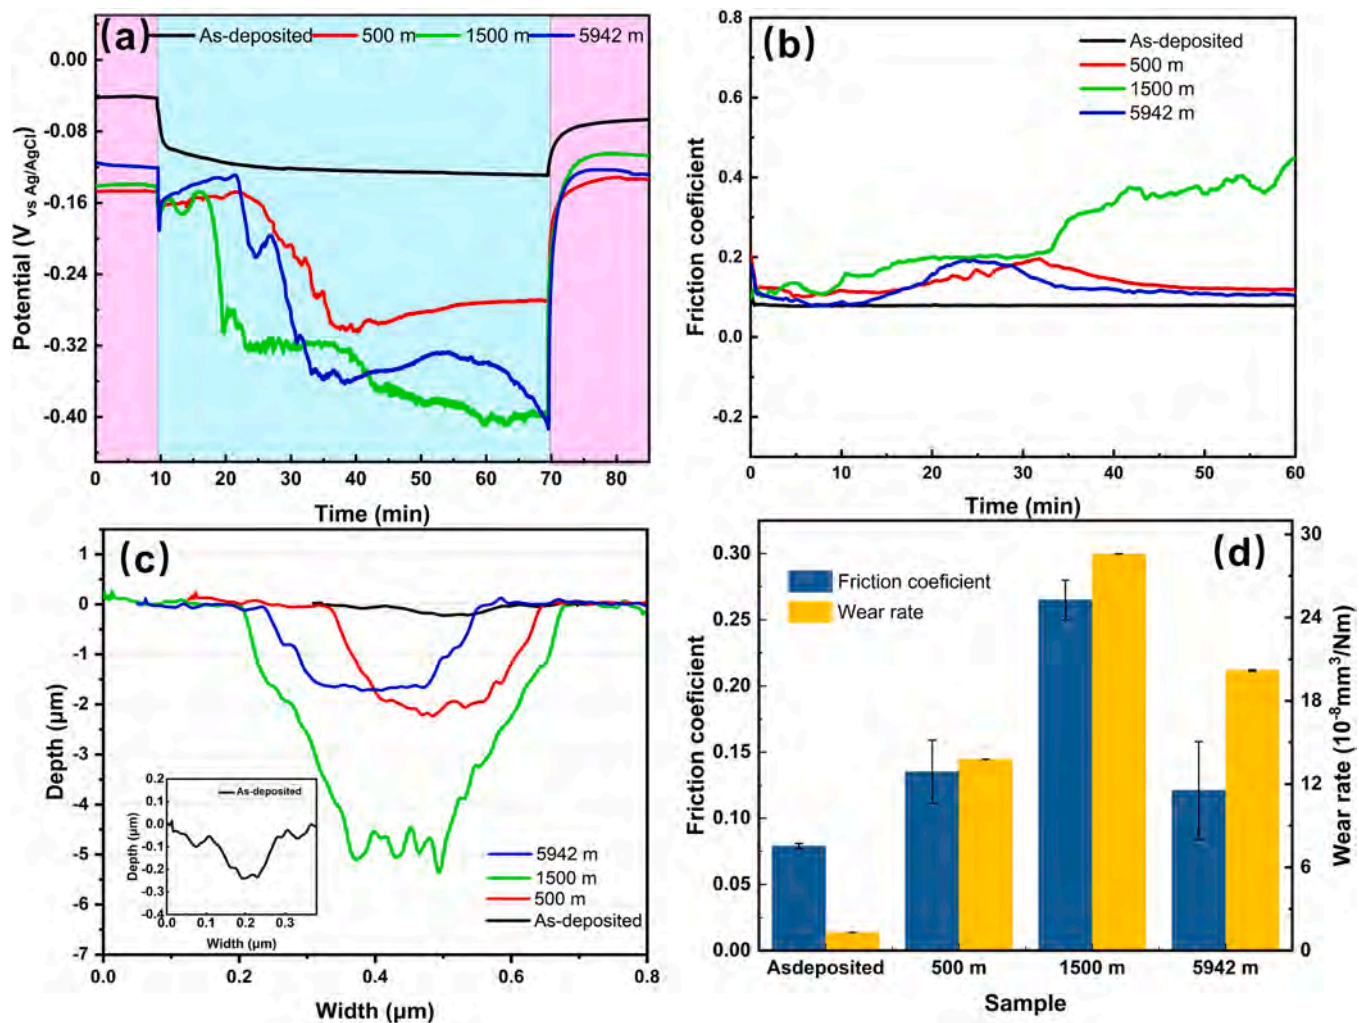 (a)
As-deposited 500 m 1500 m 5942 m
0.00
-0.08
-0.16
-0.24
-0.32
-0.40
Potential (V vs Ag/AgCl)
0 10 20 30 40 50 60 70 80
Time (min)
(b)
As-deposited
500 m
1500 m
5942 m
0.8
0.6
0.4
0.2
0.0
-0.2
Friction coeficient
0 10 20 30 40 50 60
Time (min)
(c)
1
0
-1
-2
-3
-4
-5
-6
-7
Depth (μm)
As-deposited
0.2
0.1
0.0
-0.1
-0.2
-0.3
-0.4
Depth (μm)
0.0 0.1 0.2 0.3
Width (μm)
5942 m
1500 m
500 m
As-deposited
0.0 0.2 0.4 0.6 0.8
Width (μm)
(d)
Friction coeficient
Wear rate
0.30
0.25
0.20
0.15
0.10
0.05
0.00
Friction coefficient
30
24
18
12
6
0
Wear rate (10-8mm3/Nm)
Asdeposited 500 m 1500 m 5942 m
Sample